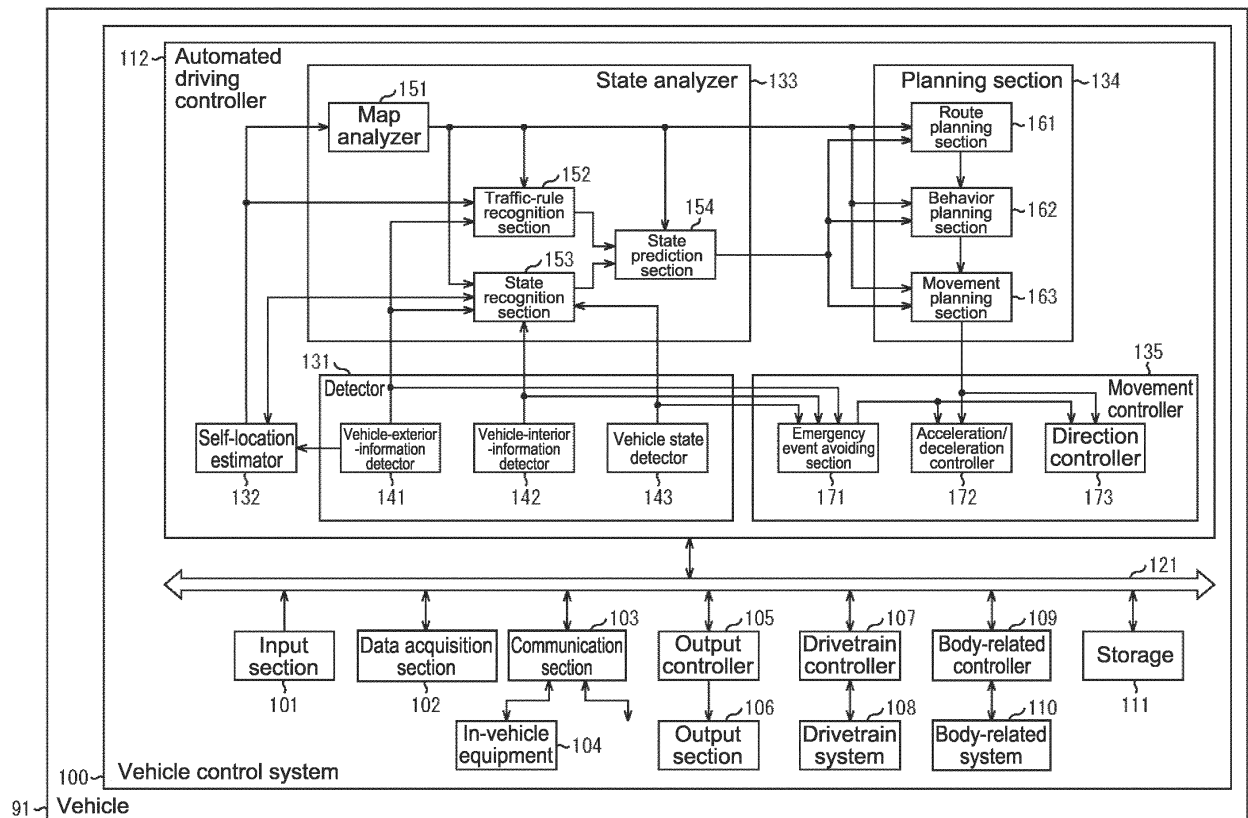 112
Automated
driving
controller
State analyzer
133
Planning section
134
151
Map
analyzer
Route
planning
section
161
152
Traffic-rule
recognition
section
154
State
prediction
section
Behavior
planning
section
162
153
State
recognition
section
Movement
planning
section
163
131
Detector
135
Movement
controller
Self-location
estimator
132
Vehicle-exterior
-information
detector
141
Vehicle-interior
-information
detector
142
Vehicle state
detector
143
Emergency
event avoiding
section
171
Acceleration/
deceleration
controller
172
Direction
controller
173
121
Input
section
101
Data acquisition
section
102
103
Communication
section
105
Output
controller
107
Drivetrain
controller
109
Body-related
controller
Storage
111
In-vehicle
equipment
104
106
Output
section
108
Drivetrain
system
110
Body-related
system
100
Vehicle control system
91
Vehicle